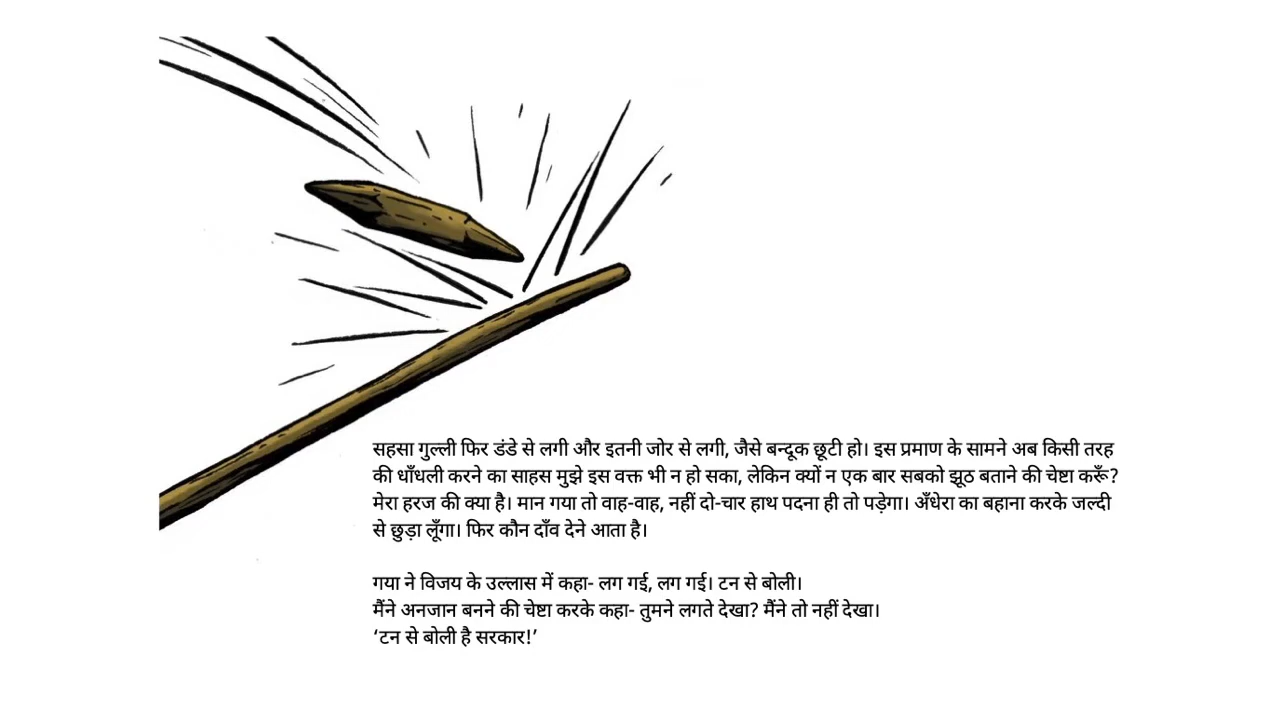 सहसा गुल्ली फिर डंडे से लगी और इतनी जोर से लगी, जैसे बन्दूक छूटी हो। इस प्रमाण के सामने अब किसी तरह
की धाँधली करने का साहस मुझे इस वक्त भी न हो सका, लेकिन क्यों न एक बार सबको झूठ बताने की चेष्टा करूँ?
मेरा हरज की क्या है। मान गया तो वाह-वाह, नहीं दो-चार हाथ पदना ही तो पड़ेगा। अँधेरा का बहाना करके जल्दी
से छुड़ा लूँगा। फिर कौन दाँव देने आता है।
गया ने विजय के उल्लास में कहा- लग गई, लग गई। टन से बोली।
मैंने अनजान बनने की चेष्टा करके कहा- तुमने लगते देखा? मैंने तो नहीं देखा।
‘टन से बोली है सरकार!’